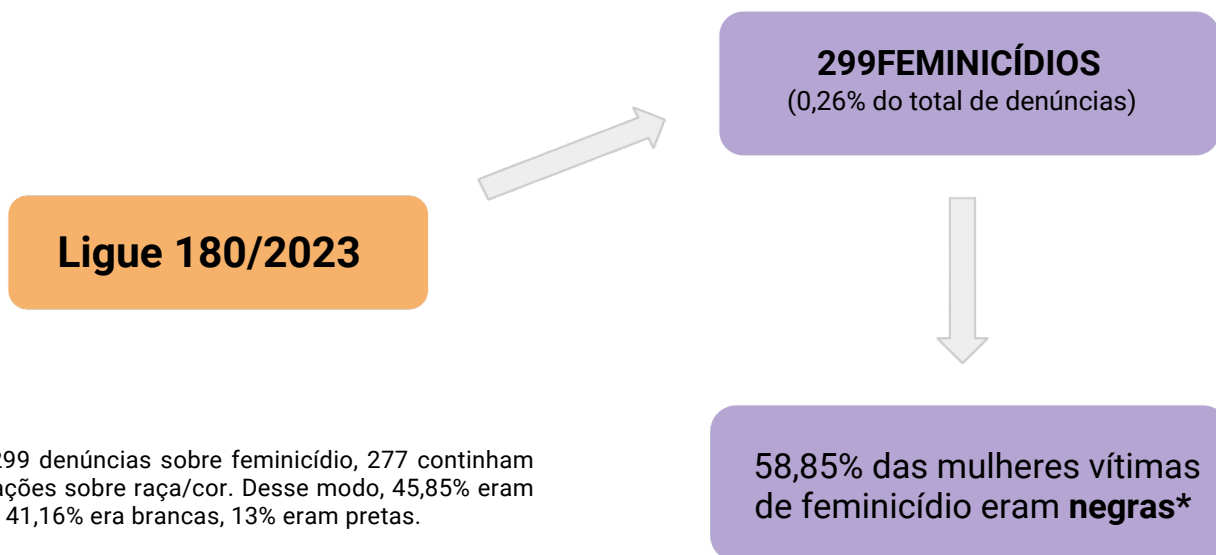 299FEMINICÍDIOS
(0,26% do total de denúncias)
Ligue 180/2023
299 denúncias sobre feminicídio, 277 continham
ações sobre raça/cor. Desse modo, 45,85% eram
41,16% era brancas, 13% eram pretas.
58,85% das mulheres vítimas
de feminicídio eram negras*